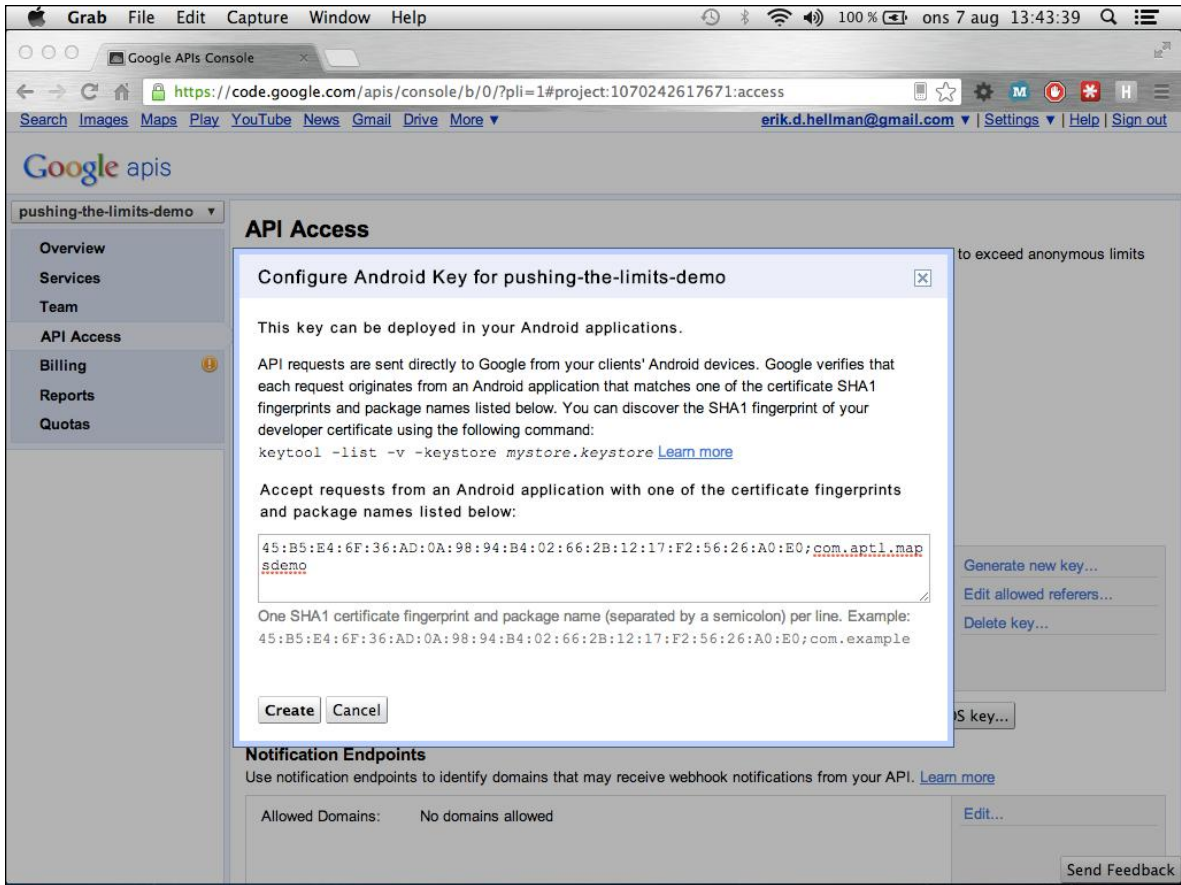 Grab File Edit Capture Window Help 100 % ons 7 aug 13:43:39
Google APIs Console
https://code.google.com/apis/console/b/0/?pli=1#project:1070242617671:access
Search Images Maps Play YouTube News Gmail Drive More ▼ erik.d.hellman@gmail.com ▼ | Settings ▼ | Help | Sign out
Google apis
pushing-the-limits-demo ▼
Overview
Services
Team
API Access
Billing
Reports
Quotas
API Access
to exceed anonymous limits
Configure Android Key for pushing-the-limits-demo
This key can be deployed in your Android applications.
API requests are sent directly to Google from your clients' Android devices. Google verifies that
each request originates from an Android application that matches one of the certificate SHA1
fingerprints and package names listed below. You can discover the SHA1 fingerprint of your
developer certificate using the following command:
keytool -list -v -keystore mystore.keystore Learn more
Accept requests from an Android application with one of the certificate fingerprints
and package names listed below:
45:B5:E4:6F:36:AD:0A:98:94:B4:02:66:2B:12:17:F2:56:26:A0:E0;com.aptl.map
sdemo
One SHA1 certificate fingerprint and package name (separated by a semicolon) per line. Example:
45:B5:E4:6F:36:AD:0A:98:94:B4:02:66:2B:12:17:F2:56:26:A0:E0;com.example
Create Cancel
Generate new key...
Edit allowed referers...
Delete key...
OS key...
Notification Endpoints
Use notification endpoints to identify domains that may receive webhook notifications from your API. Learn more
Allowed Domains: No domains allowed
Edit...
Send Feedback